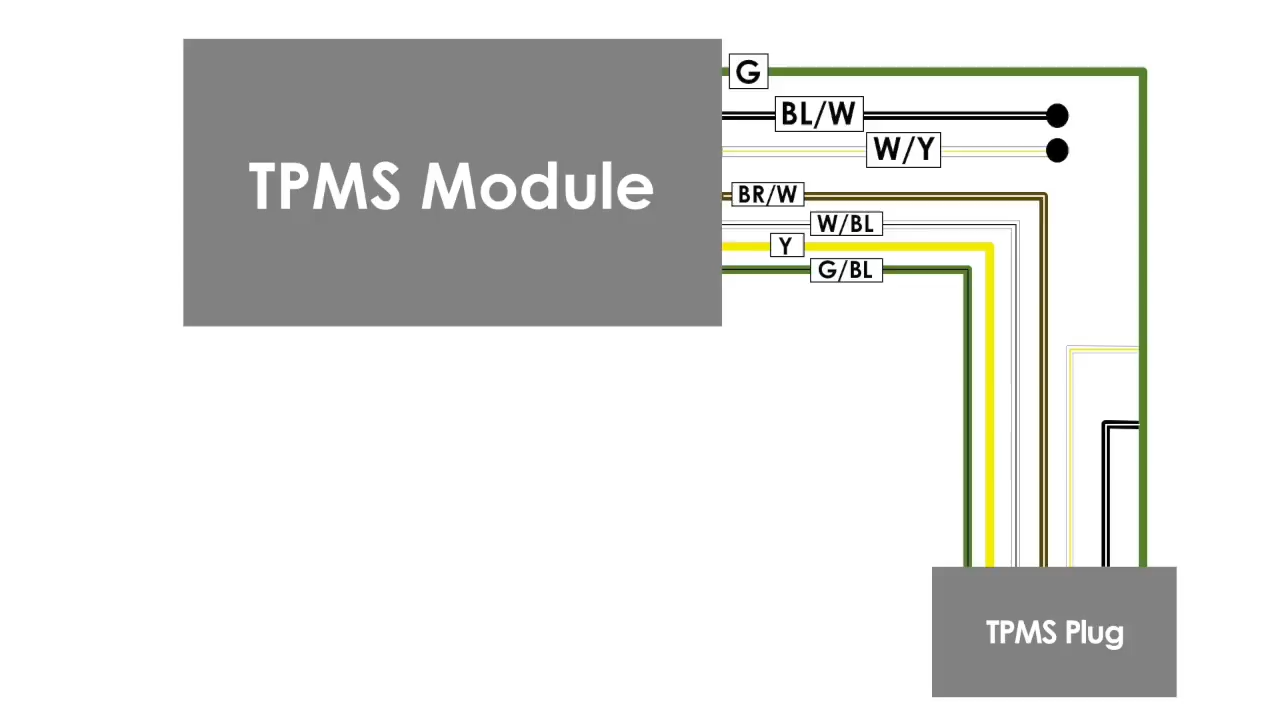 G
BL/W
W/Y
TPMS Module
BR/W
W/BL
Y
G/BL
TPMS Plug